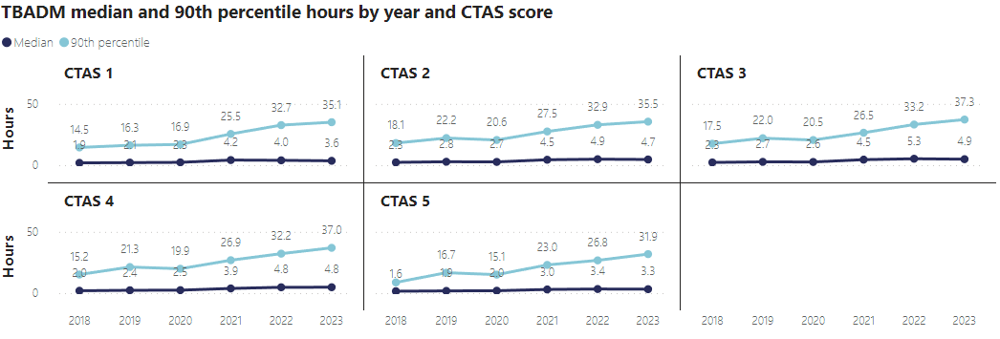 TBADM median and 90th percentile hours by year and CTAS score
Median 90th percentile
CTAS 1
CTAS 2
CTAS 3
Hours
50
0
14.5 16.3 16.9 25.5 32.7 35.1
1.9 2.1 2.3 4.2 4.0 3.6
18.1 22.2 20.6 27.5 32.9 35.5
2.3 2.8 2.7 4.5 4.9 4.7
17.5 22.0 20.5 26.5 33.2 37.3
2.3 2.7 2.6 4.5 5.3 4.9
CTAS 4
CTAS 5
Hours
50
0
15.2 21.3 19.9 26.9 32.2 37.0
2.0 2.4 2.5 3.9 4.8 4.8
16.7 15.1 23.0 26.8 31.9
1.6 1.9 2.0 3.0 3.4 3.3
2018 2019 2020 2021 2022 2023
2018 2019 2020 2021 2022 2023
2018 2019 2020 2021 2022 2023